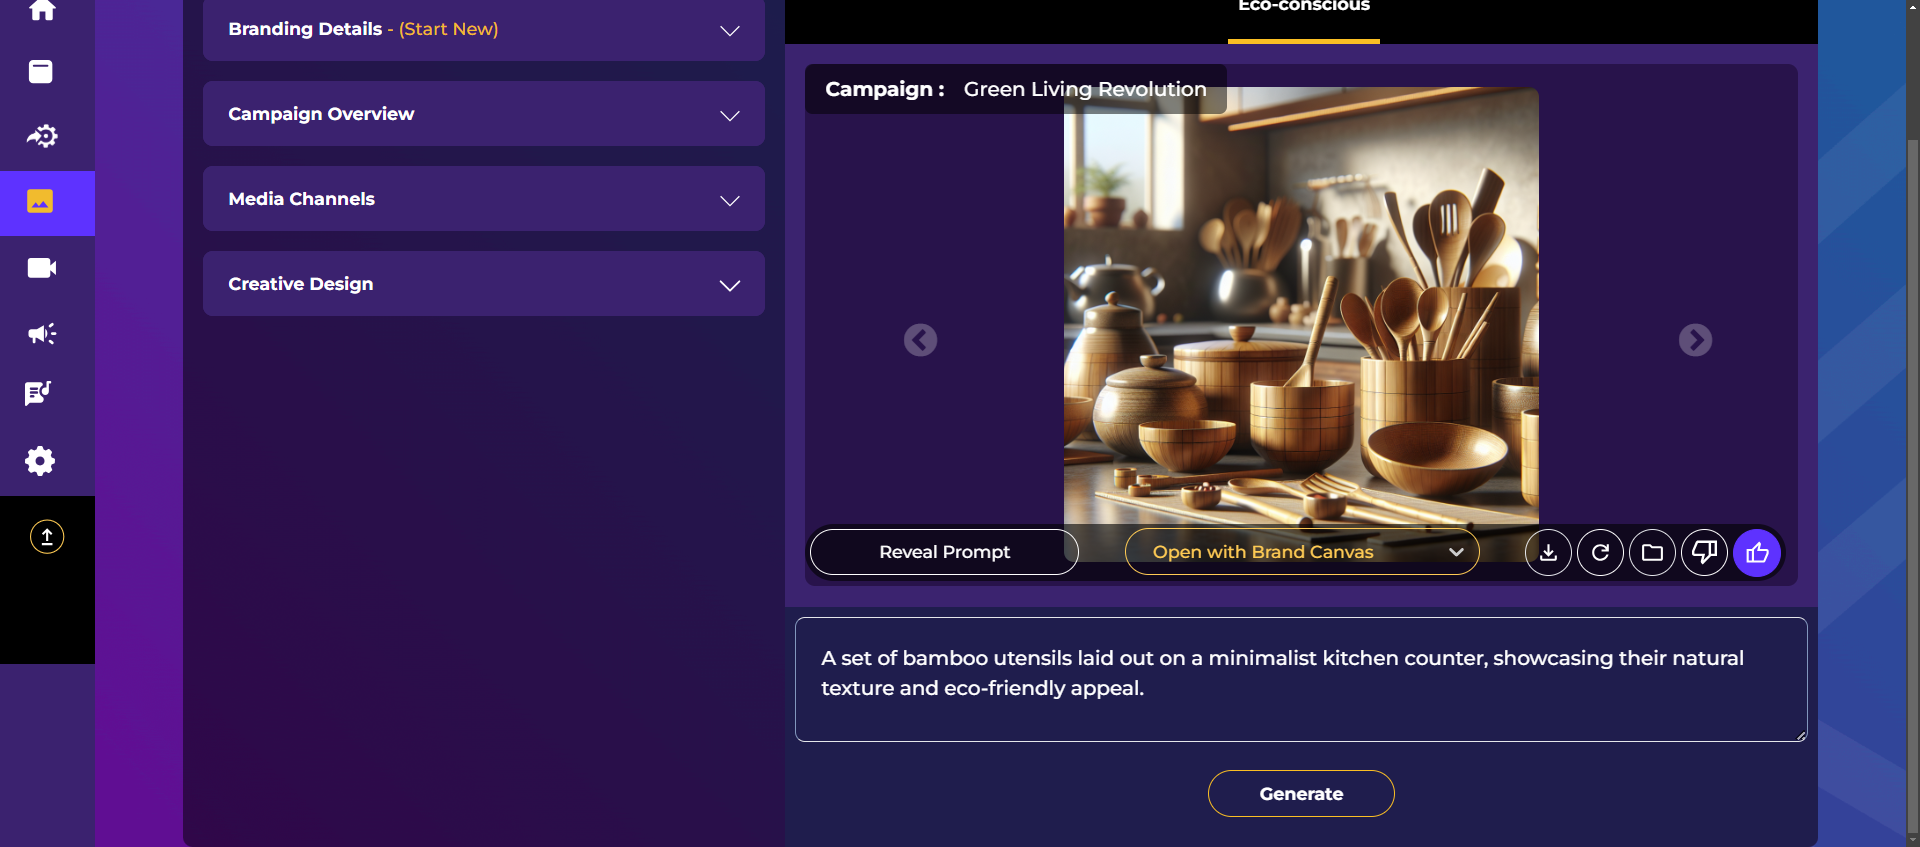 Branding Details - (Start New)
Campaign Overview
Media Channels
Creative Design
Eco-conscious
Campaign : Green Living Revolution
Reveal Prompt
Open with Brand Canvas
A set of bamboo utensils laid out on a minimalist kitchen counter, showcasing their natural
texture and eco-friendly appeal.
Generate